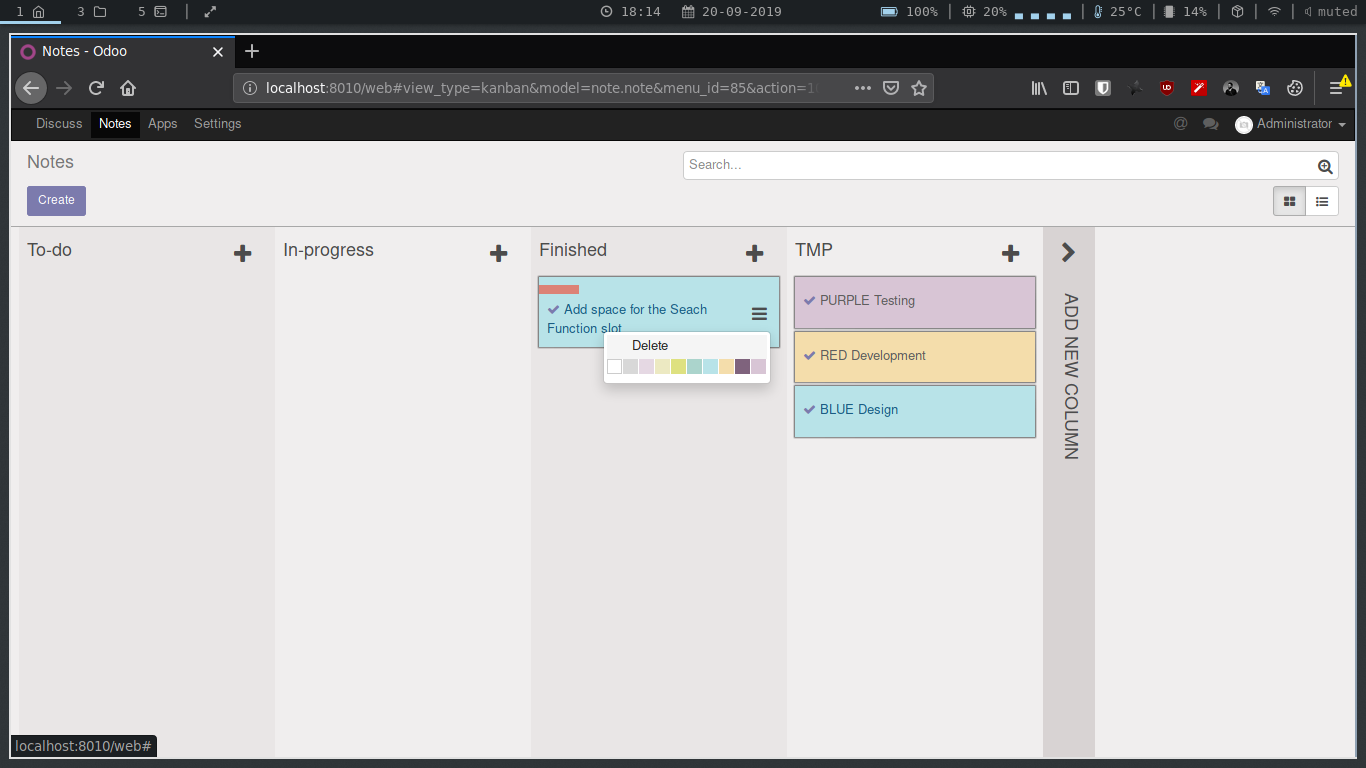 1 3 5 18:14 20-09-2019 100% 20% 25°C 14% muted
Notes - Odoo
localhost:8010/web#view_type=kanban&model=note.note&menu_id=85&action=1
Discuss Notes Apps Settings @ Administrator
Notes
Search...
Create
To-do
In-progress
Finished
TMP
Add space for the Seach
Function slot
Delete
PURPLE Testing
RED Development
BLUE Design
ADD NEW COLUMN
localhost:8010/web#